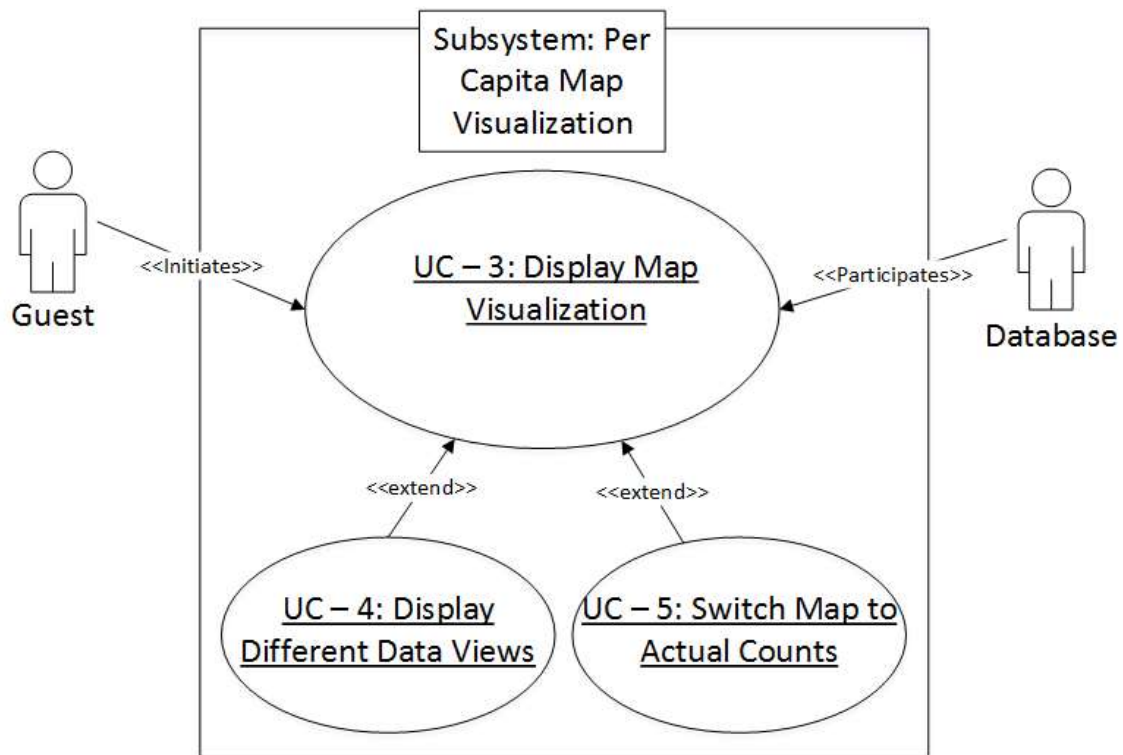 Subsystem: Per
Capita Map
Visualization
<<Initiates>>
Guest
UC – 3: Display Map
Visualization
<<Participates>>
Database
<<extend>>
<<extend>>
UC – 4: Display
Different Data Views
UC – 5: Switch Map to
Actual Counts